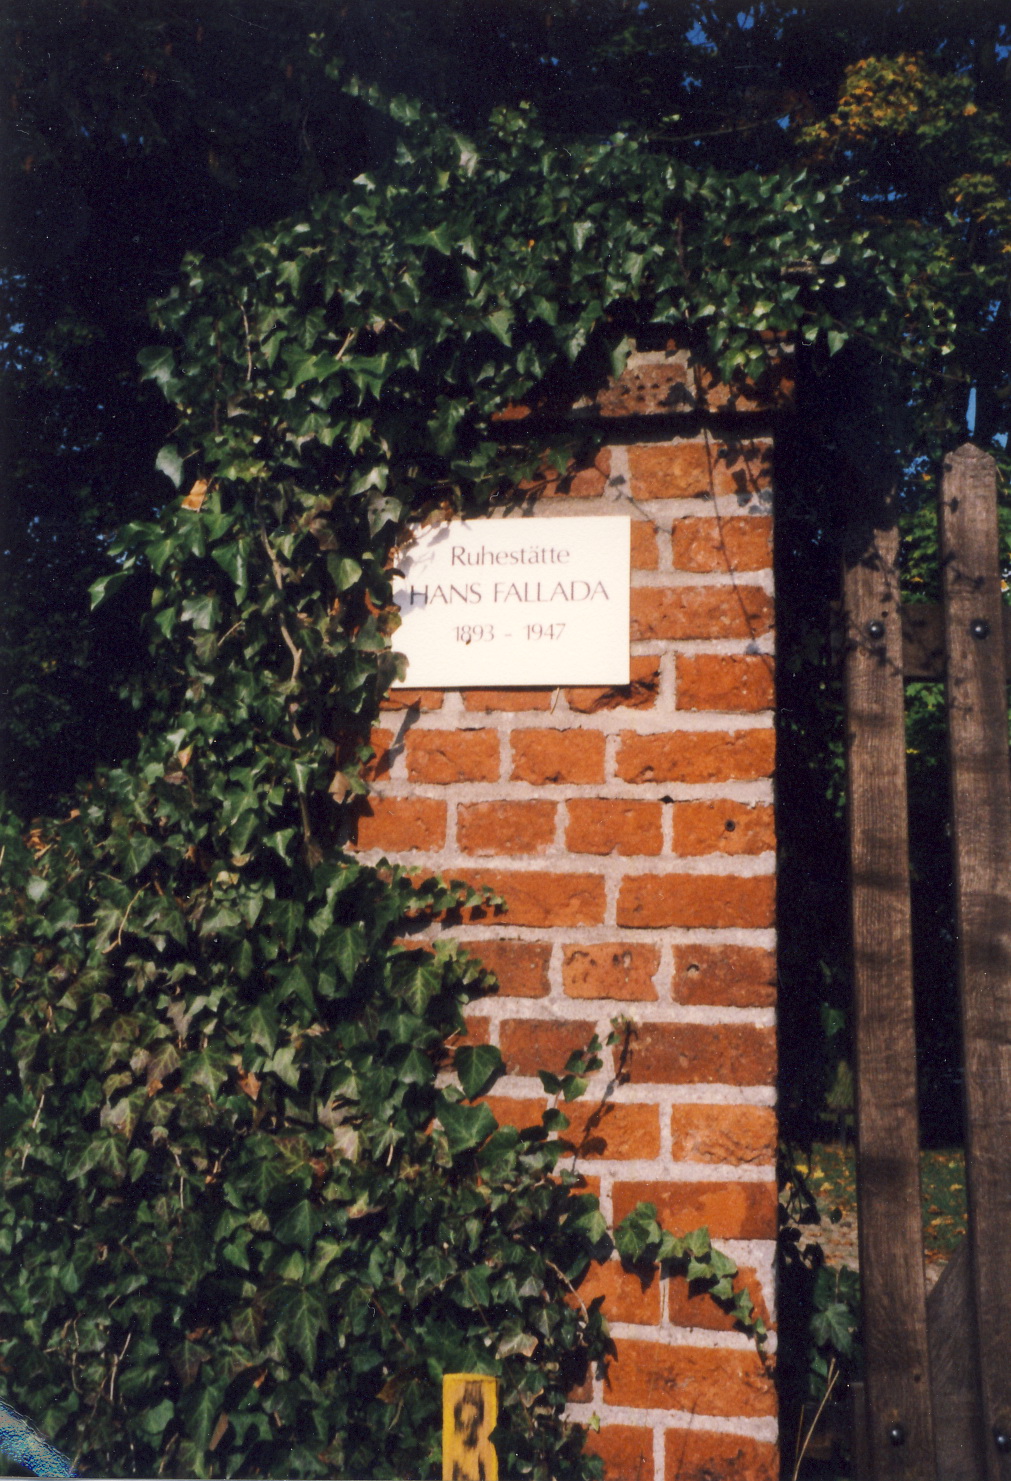 Ruhestätte
HANS FALLADA
1893 - 1947